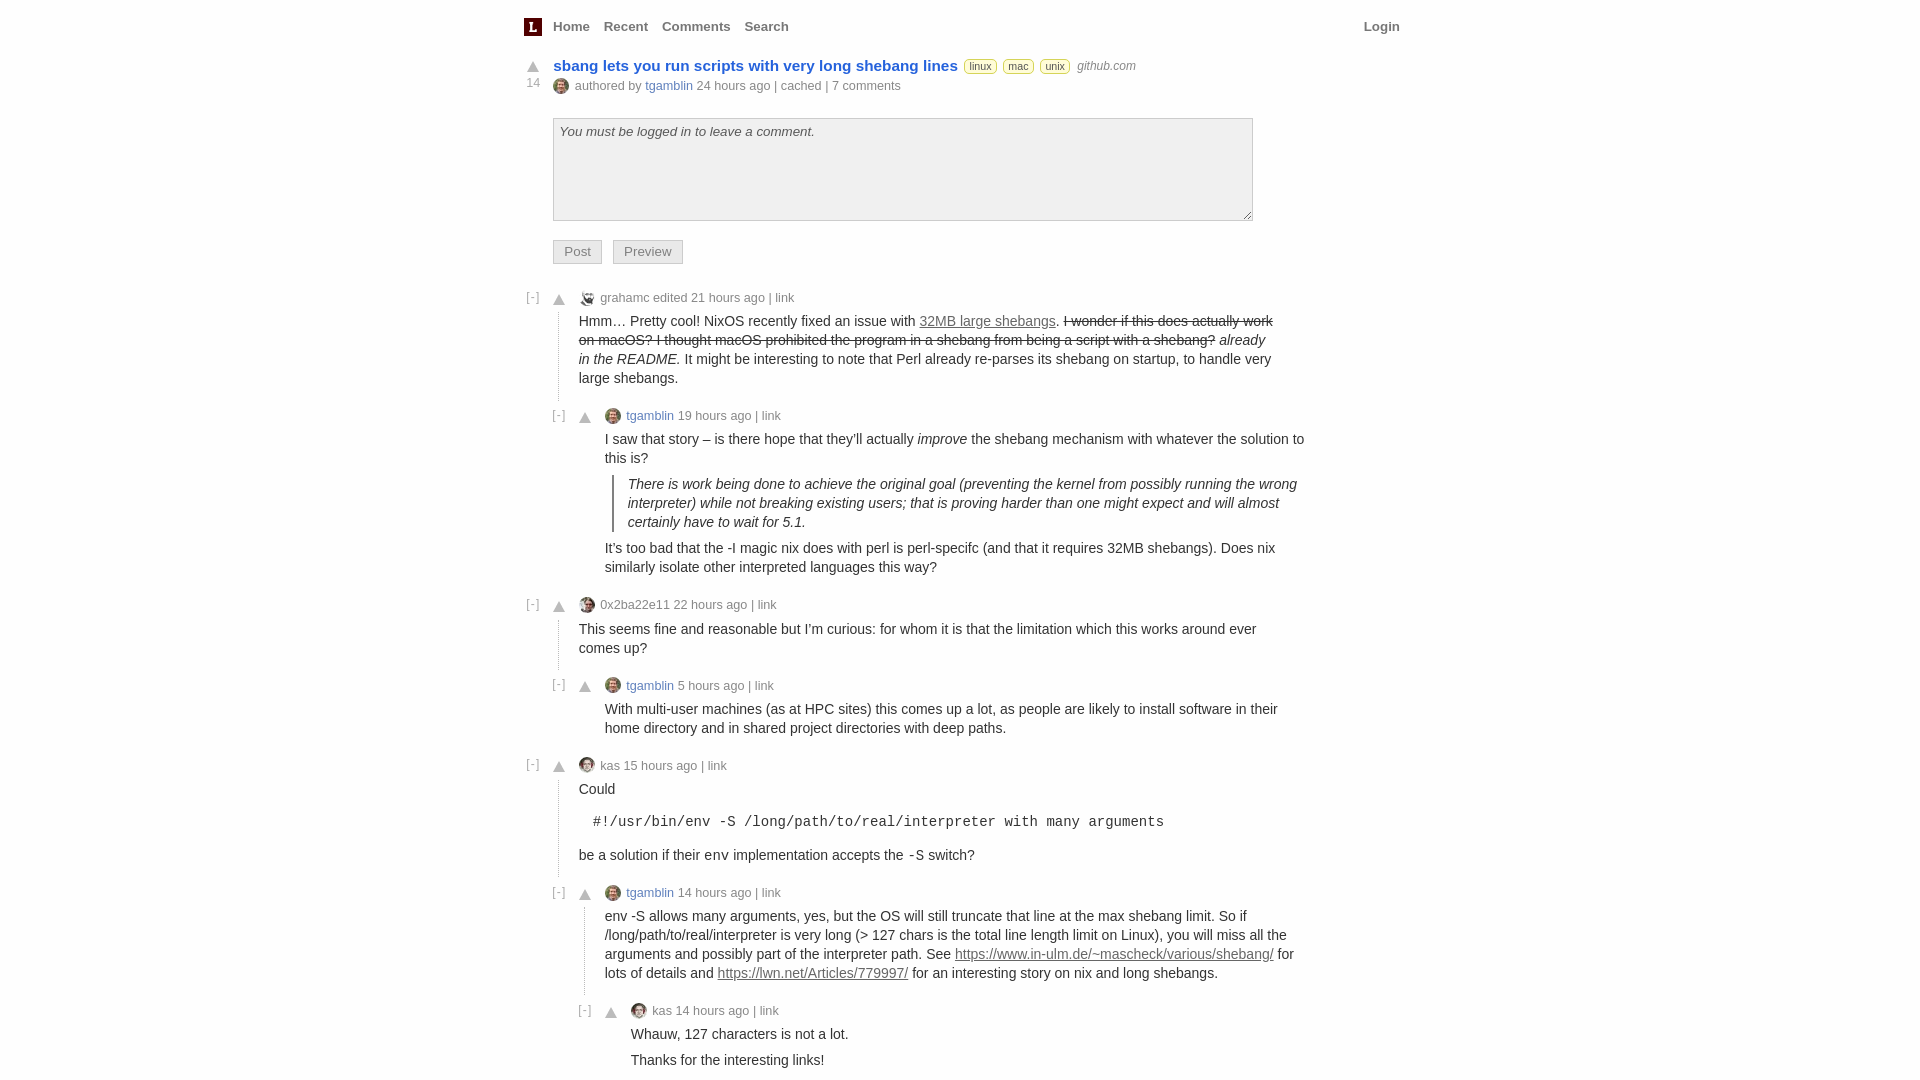 L Home Recent Comments Search Login
sbang lets you run scripts with very long shebang lines linux mac unix github.com
14 authored by tgamblin 24 hours ago | cached | 7 comments
You must be logged in to leave a comment.
Post Preview
[-] grahamc edited 21 hours ago | link
Hmm… Pretty cool! NixOS recently fixed an issue with 32MB large shebangs. I wonder if this does actually work
on macOS? I thought macOS prohibited the program in a shebang from being a script with a shebang? already
in the README. It might be interesting to note that Perl already re-parses its shebang on startup, to handle very
large shebangs.
[-] tgamblin 19 hours ago | link
I saw that story – is there hope that they’ll actually improve the shebang mechanism with whatever the solution to
this is?
There is work being done to achieve the original goal (preventing the kernel from possibly running the wrong
interpreter) while not breaking existing users; that is proving harder than one might expect and will almost
certainly have to wait for 5.1.
It’s too bad that the -I magic nix does with perl is perl-specifc (and that it requires 32MB shebangs). Does nix
similarly isolate other interpreted languages this way?
[-] 0x2ba22e11 22 hours ago | link
This seems fine and reasonable but I’m curious: for whom it is that the limitation which this works around ever
comes up?
[-] tgamblin 5 hours ago | link
With multi-user machines (as at HPC sites) this comes up a lot, as people are likely to install software in their
home directory and in shared project directories with deep paths.
[-] kas 15 hours ago | link
Could
#!/usr/bin/env -S /long/path/to/real/interpreter with many arguments
be a solution if their env implementation accepts the -S switch?
[-] tgamblin 14 hours ago | link
env -S allows many arguments, yes, but the OS will still truncate that line at the max shebang limit. So if
/long/path/to/real/interpreter is very long (> 127 chars is the total line length limit on Linux), you will miss all the
arguments and possibly part of the interpreter path. See https://www.in-ulm.de/~mascheck/various/shebang/ for
lots of details and https://lwn.net/Articles/779997/ for an interesting story on nix and long shebangs.
[-] kas 14 hours ago | link
Whauw, 127 characters is not a lot.
Thanks for the interesting links!